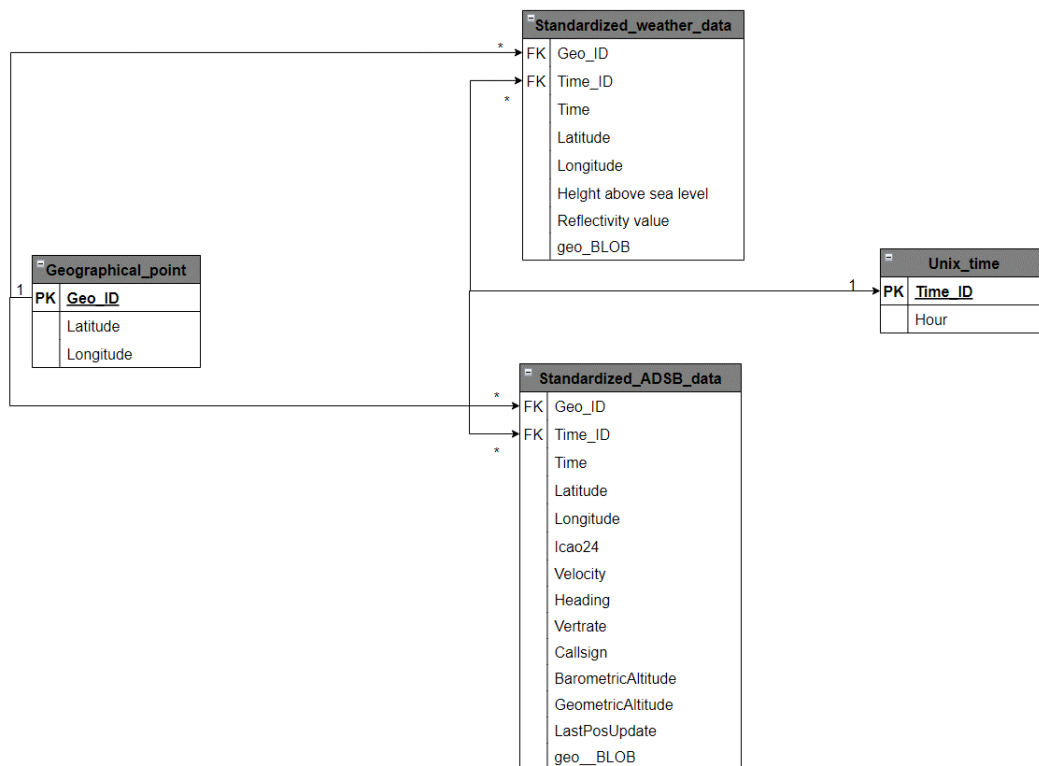 Standardized_weather_data
*
FK Geo_ID
FK Time_ID
*
Time
Latitude
Longitude
Helght above sea level
Reflectivity value
geo_BLOB
Geographical_point
1
PK Geo_ID
Latitude
Longitude
Unix_time
1
PK Time_ID
Hour
Standardized_ADSB_data
*
FK Geo_ID
FK Time_ID
*
Time
Latitude
Longitude
Icao24
Velocity
Heading
Vertrate
Callsign
BarometricAltitude
GeometricAltitude
LastPosUpdate
geo__BLOB